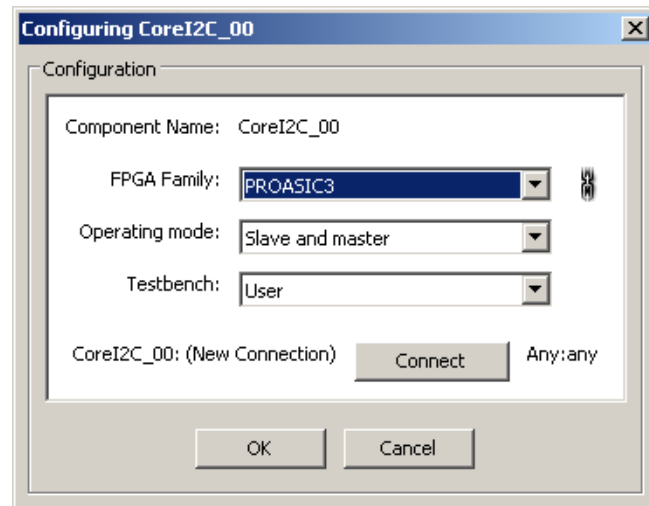 Configuring CoreI2C_00
Configuration
Component Name: CoreI2C_00
FPGA Family: PROASIC3
Operating mode: Slave and master
Testbench: User
CoreI2C_00: (New Connection) Connect Any:any
OK Cancel